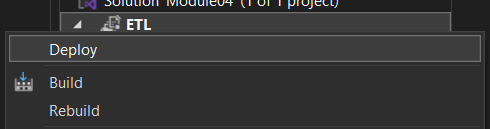 Solution 'Module04' (1 of 1 project)
ETL
Deploy
Build
Rebuild